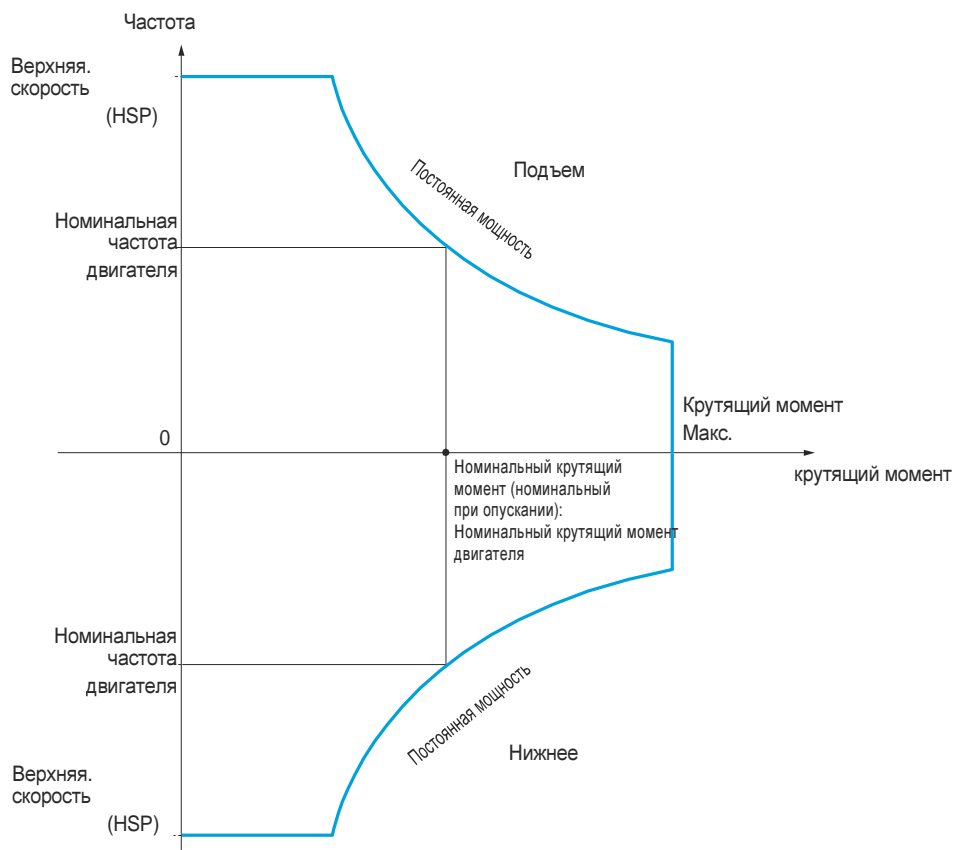 Частота
Верхняя.
скорость
(HSP)
Подъем
Постоянная мощность
Номинальная
частота
двигателя
Крутящий момент
Макс.
0
крутящий момент
Номинальный крутящий
момент (номинальный
при опускании):
Номинальный крутящий момент
двигателя
Номинальная
частота
двигателя
Постоянная мощность
Нижнее
Верхняя.
скорость
(HSP)